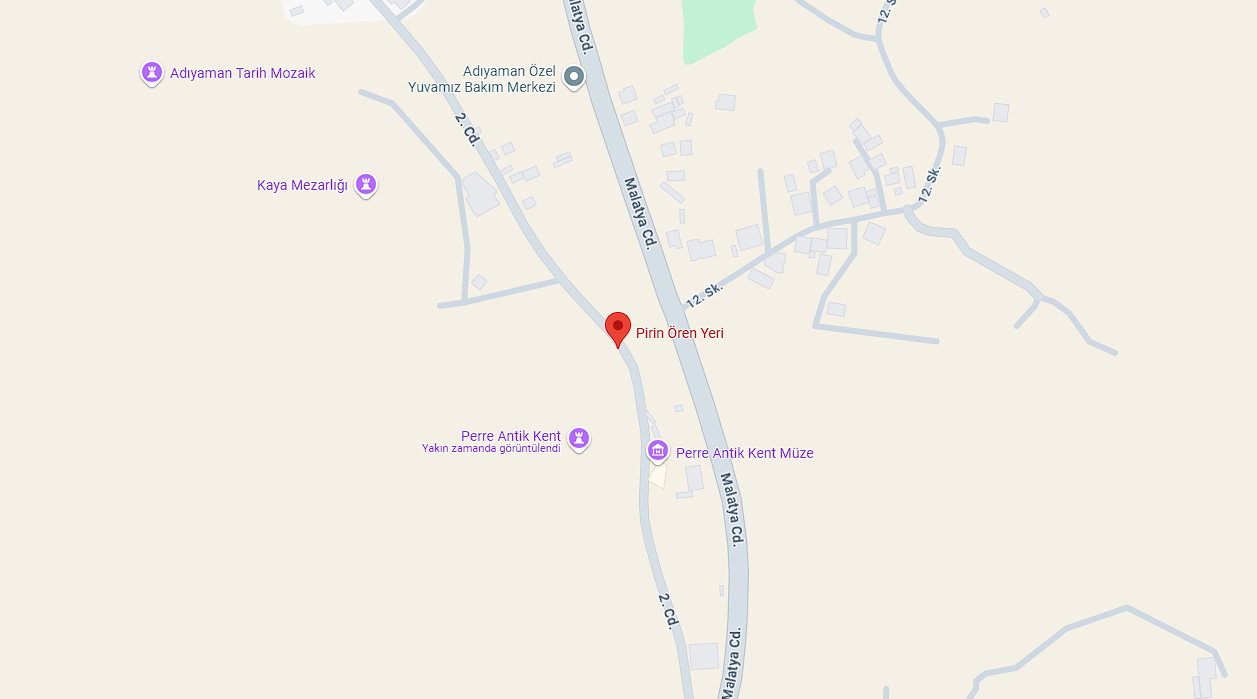 alatya Cd.
12. S
Adıyaman Tarih Mozaik
Adıyaman Özel
Yuvamız Bakım Merkezi
2. Cd.
Kaya Mezarlığı
Malatya Cd.
12. Sk.
12. Sk.
Pirin Ören Yeri
Perre Antik Kent
Yakın zamanda görüntülendi
Perre Antik Kent Müze
Malatya Cd.
2. Cd.
Malatya Cd.